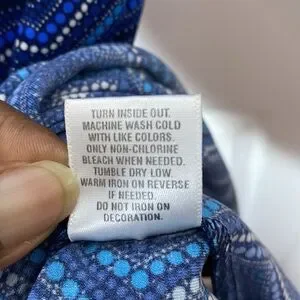 TURN INSIDE OUT.
MACHINE WASH COLD
WITH LIKE COLORS.
ONLY NON-CHLORINE
BLEACH WHEN NEEDED.
TUMBLE DRY LOW.
WARM IRON ON REVERSE
IF NEEDED.
DO NOT IRON ON
DECORATION.